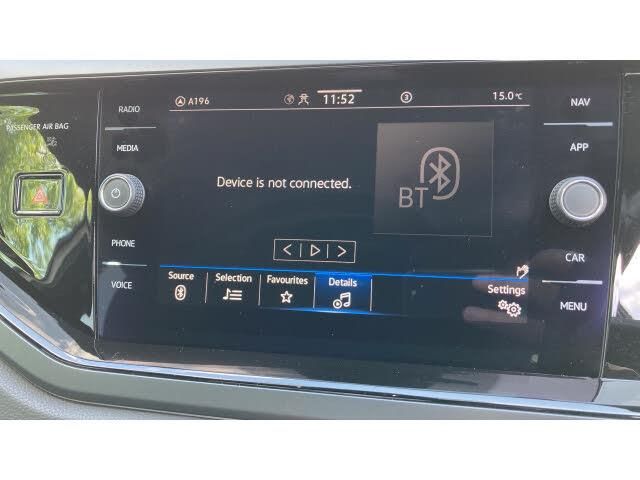 A196
11:52
3
15.0°C
RADIO
MEDIA
PHONE
VOICE
PASSENGER AIR BAG
Device is not connected.
BT
Source
Selection
Favourites
Details
Settings
NAV
APP
CAR
MENU